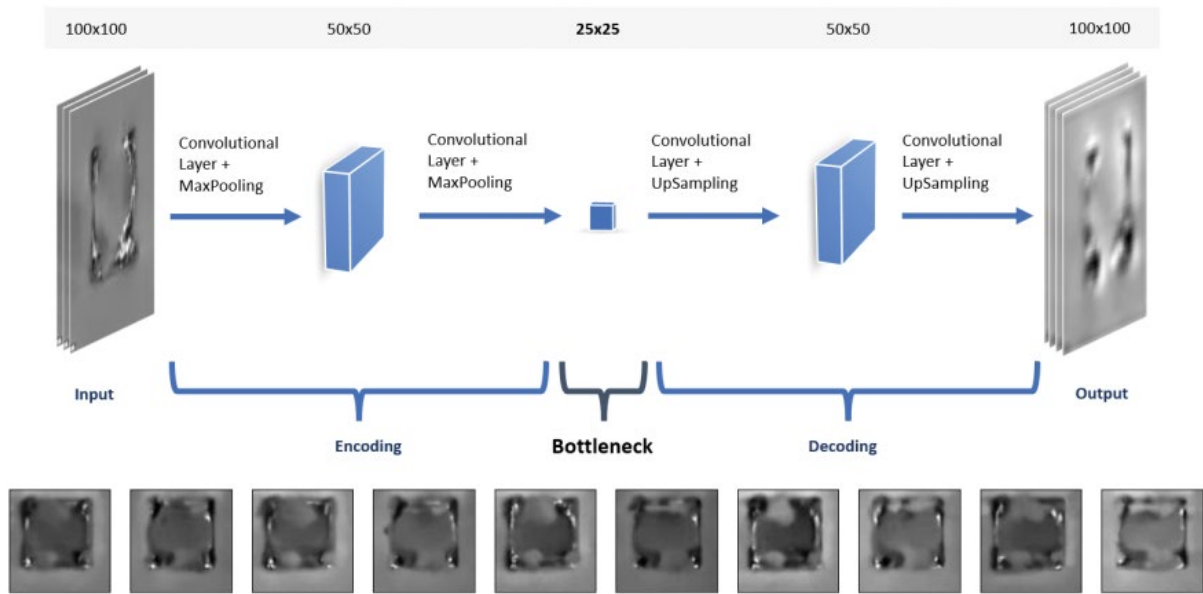 100x100 50x50 25x25 50x50 100x100
Convolutional
Layer +
MaxPooling
Convolutional
Layer +
MaxPooling
Convolutional
Layer +
UpSampling
Convolutional
Layer +
UpSampling
Input
Output
Encoding
Bottleneck
Decoding